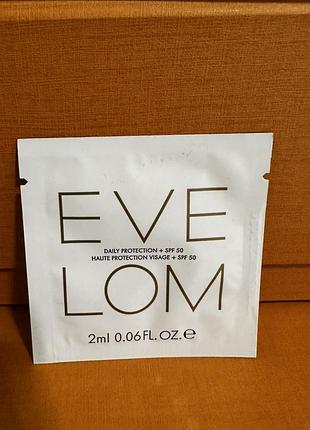 EVE
DAILY PROTECTION + SPF 50
HAUTE PROTECTION VISAGE + SPF 50
LOM
2ml 0.06FL.OZ.℮